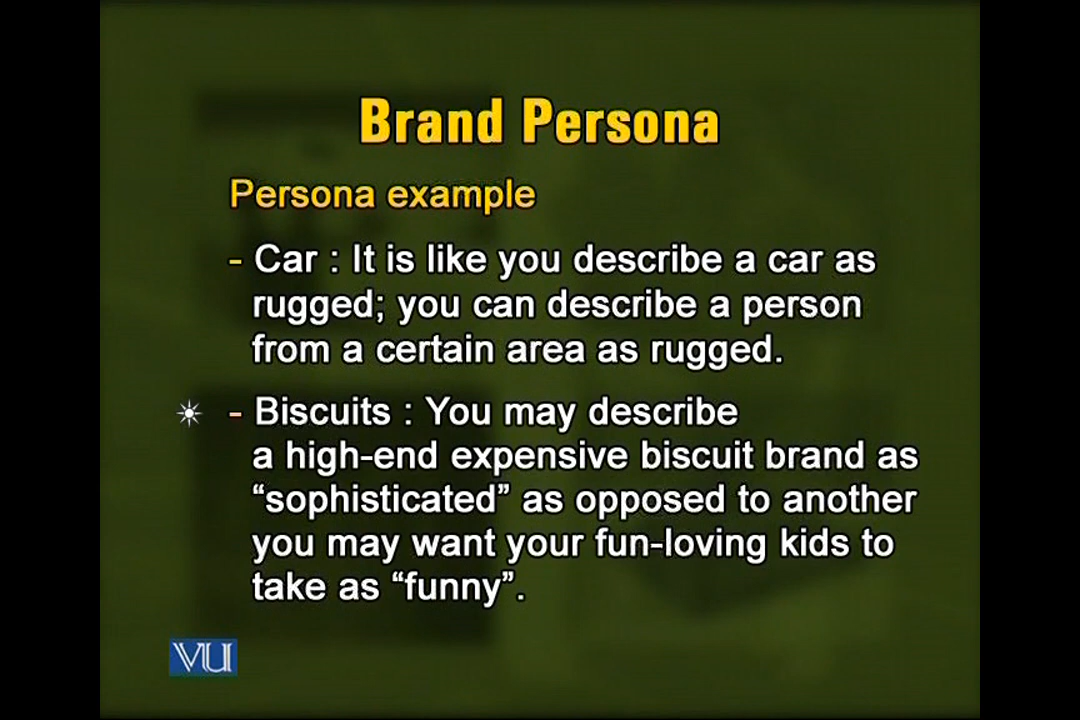 Brand Persona
Persona example
- Car : It is like you describe a car as
rugged; you can describe a person
from a certain area as rugged.
- Biscuits : You may describe
a high-end expensive biscuit brand as
“sophisticated” as opposed to another
you may want your fun-loving kids to
take as “funny”.
VU